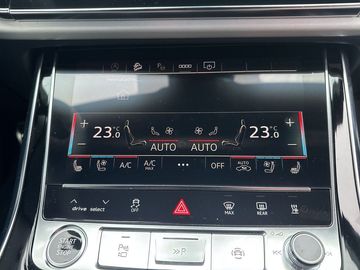 + 23.0 °C AUTO AUTO 23.0 °C +
A/C A/C MAX ••• OFF AUTO
drive select OFF MAX REAR
START ENGINE STOP P